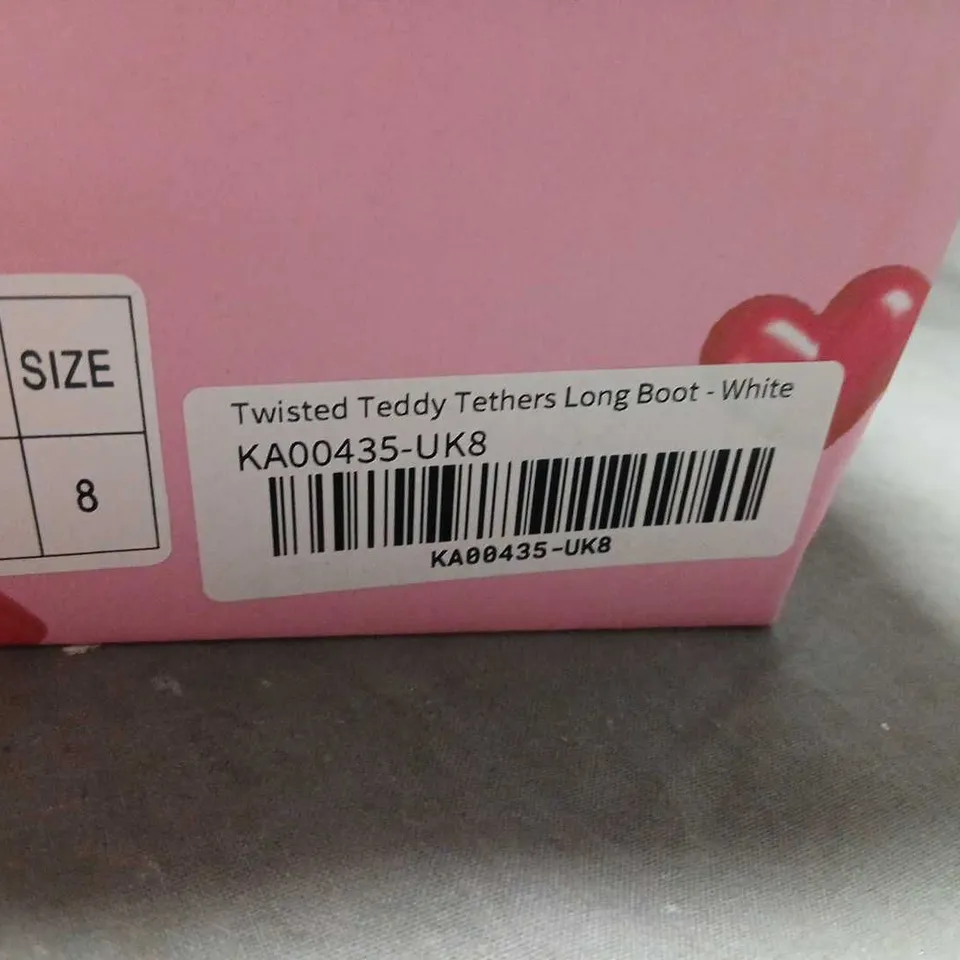 SIZE
8
Twisted Teddy Tethers Long Boot - White
KA00435-UK8
KA00435-UK8